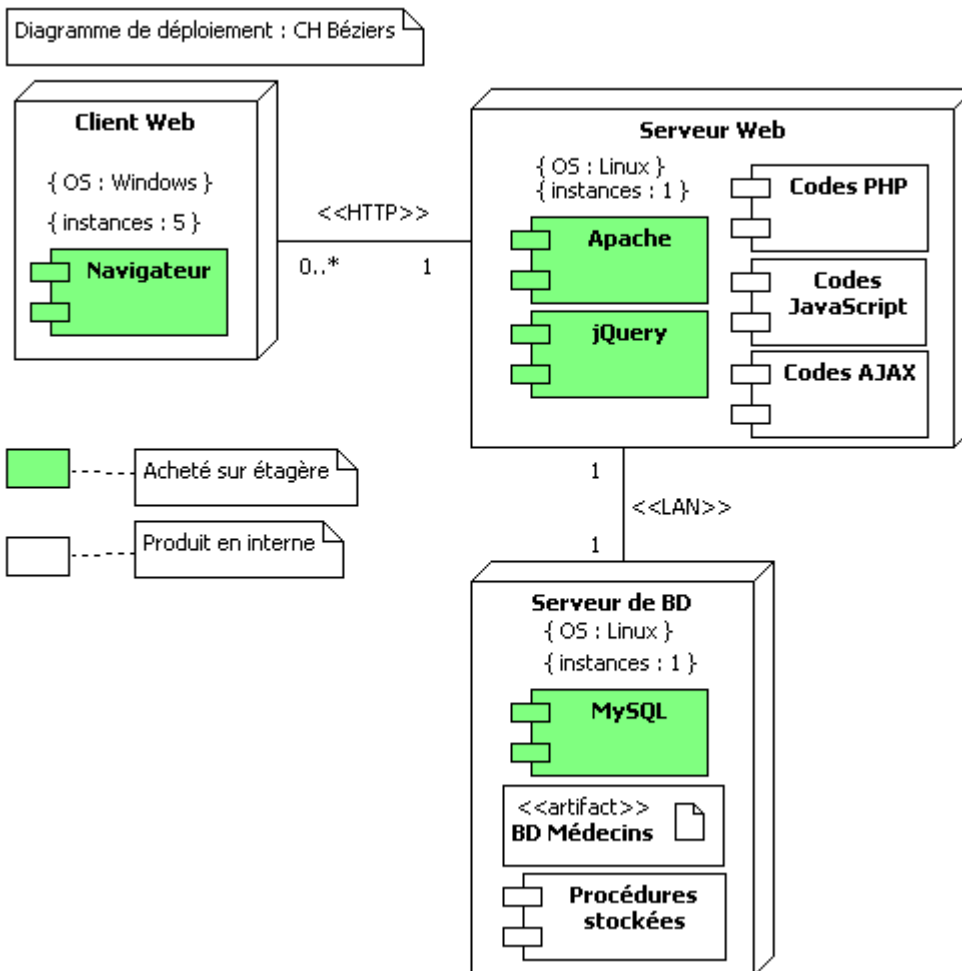 Diagramme de déploiement : CH Béziers
Client Web
{ OS : Windows }
{ instances : 5 }
Navigateur
<<HTTP>>
0..*
1
Serveur Web
{ OS : Linux }
{ instances : 1 }
Apache
jQuery
Codes PHP
Codes
JavaScript
Codes AJAX
Acheté sur étagère
Produit en interne
1
<<LAN>>
1
Serveur de BD
{ OS : Linux }
{ instances : 1 }
MySQL
<<artifact>>
BD Médecins
Procédures
stockées